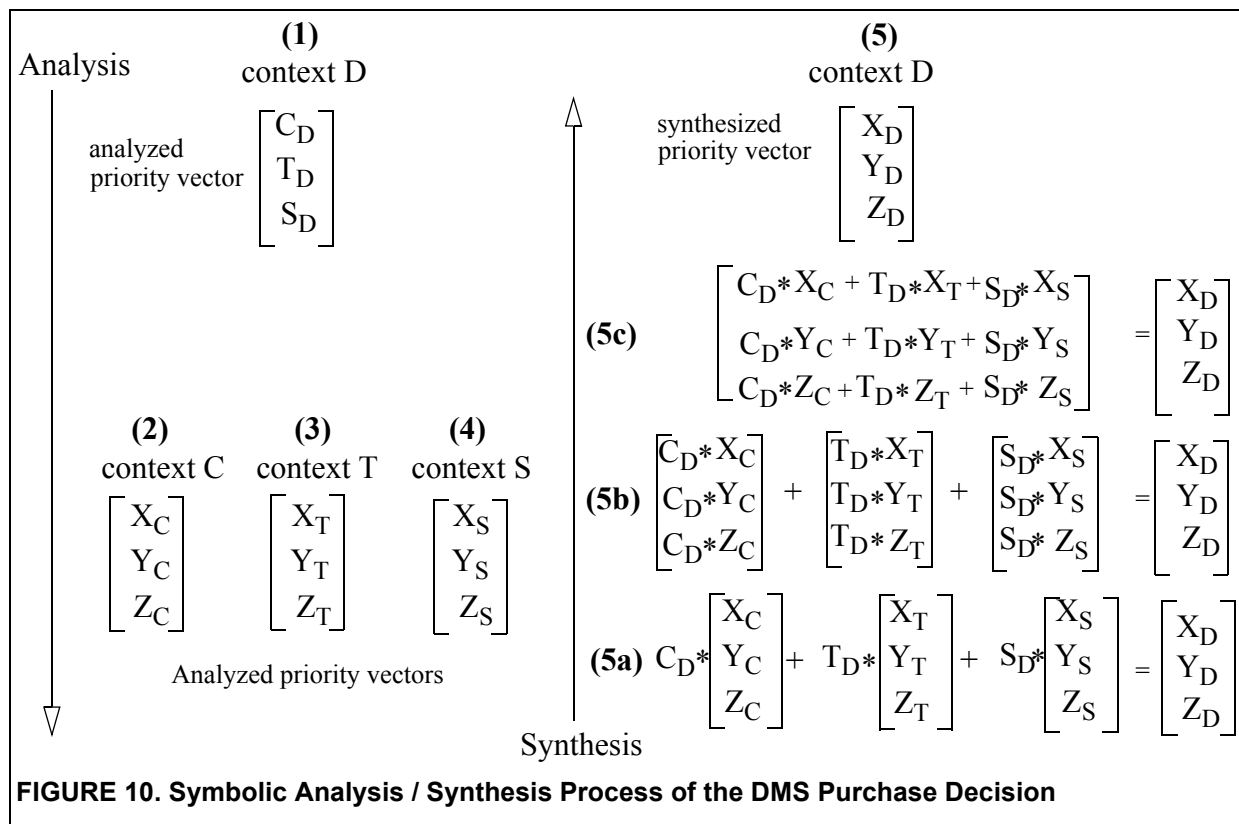 Analysis
(1)
context D
analyzed
priority vector
C_D
T_D
S_D
(2)
context C
X_C
Y_C
Z_C
(3)
context T
X_T
Y_T
Z_T
(4)
context S
X_S
Y_S
Z_S
Analyzed priority vectors
(5)
context D
synthesized
priority vector
X_D
Y_D
Z_D
(5c)
C_D*X_C + T_D*X_T + S_D*X_S
C_D*Y_C + T_D*Y_T + S_D*Y_S
C_D*Z_C + T_D*Z_T + S_D* Z_S
=
X_D
Y_D
Z_D
(5b)
C_D*X_C
C_D*Y_C
C_D*Z_C
+
T_D*X_T
T_D*Y_T
T_D*Z_T
+
S_D*X_S
S_D*Y_S
S_D* Z_S
=
X_D
Y_D
Z_D
(5a)
C_D*
X_C
Y_C
Z_C
+ T_D*
X_T
Y_T
Z_T
+ S_D*
X_S
Y_S
Z_S
=
X_D
Y_D
Z_D
Synthesis
FIGURE 10. Symbolic Analysis / Synthesis Process of the DMS Purchase Decision